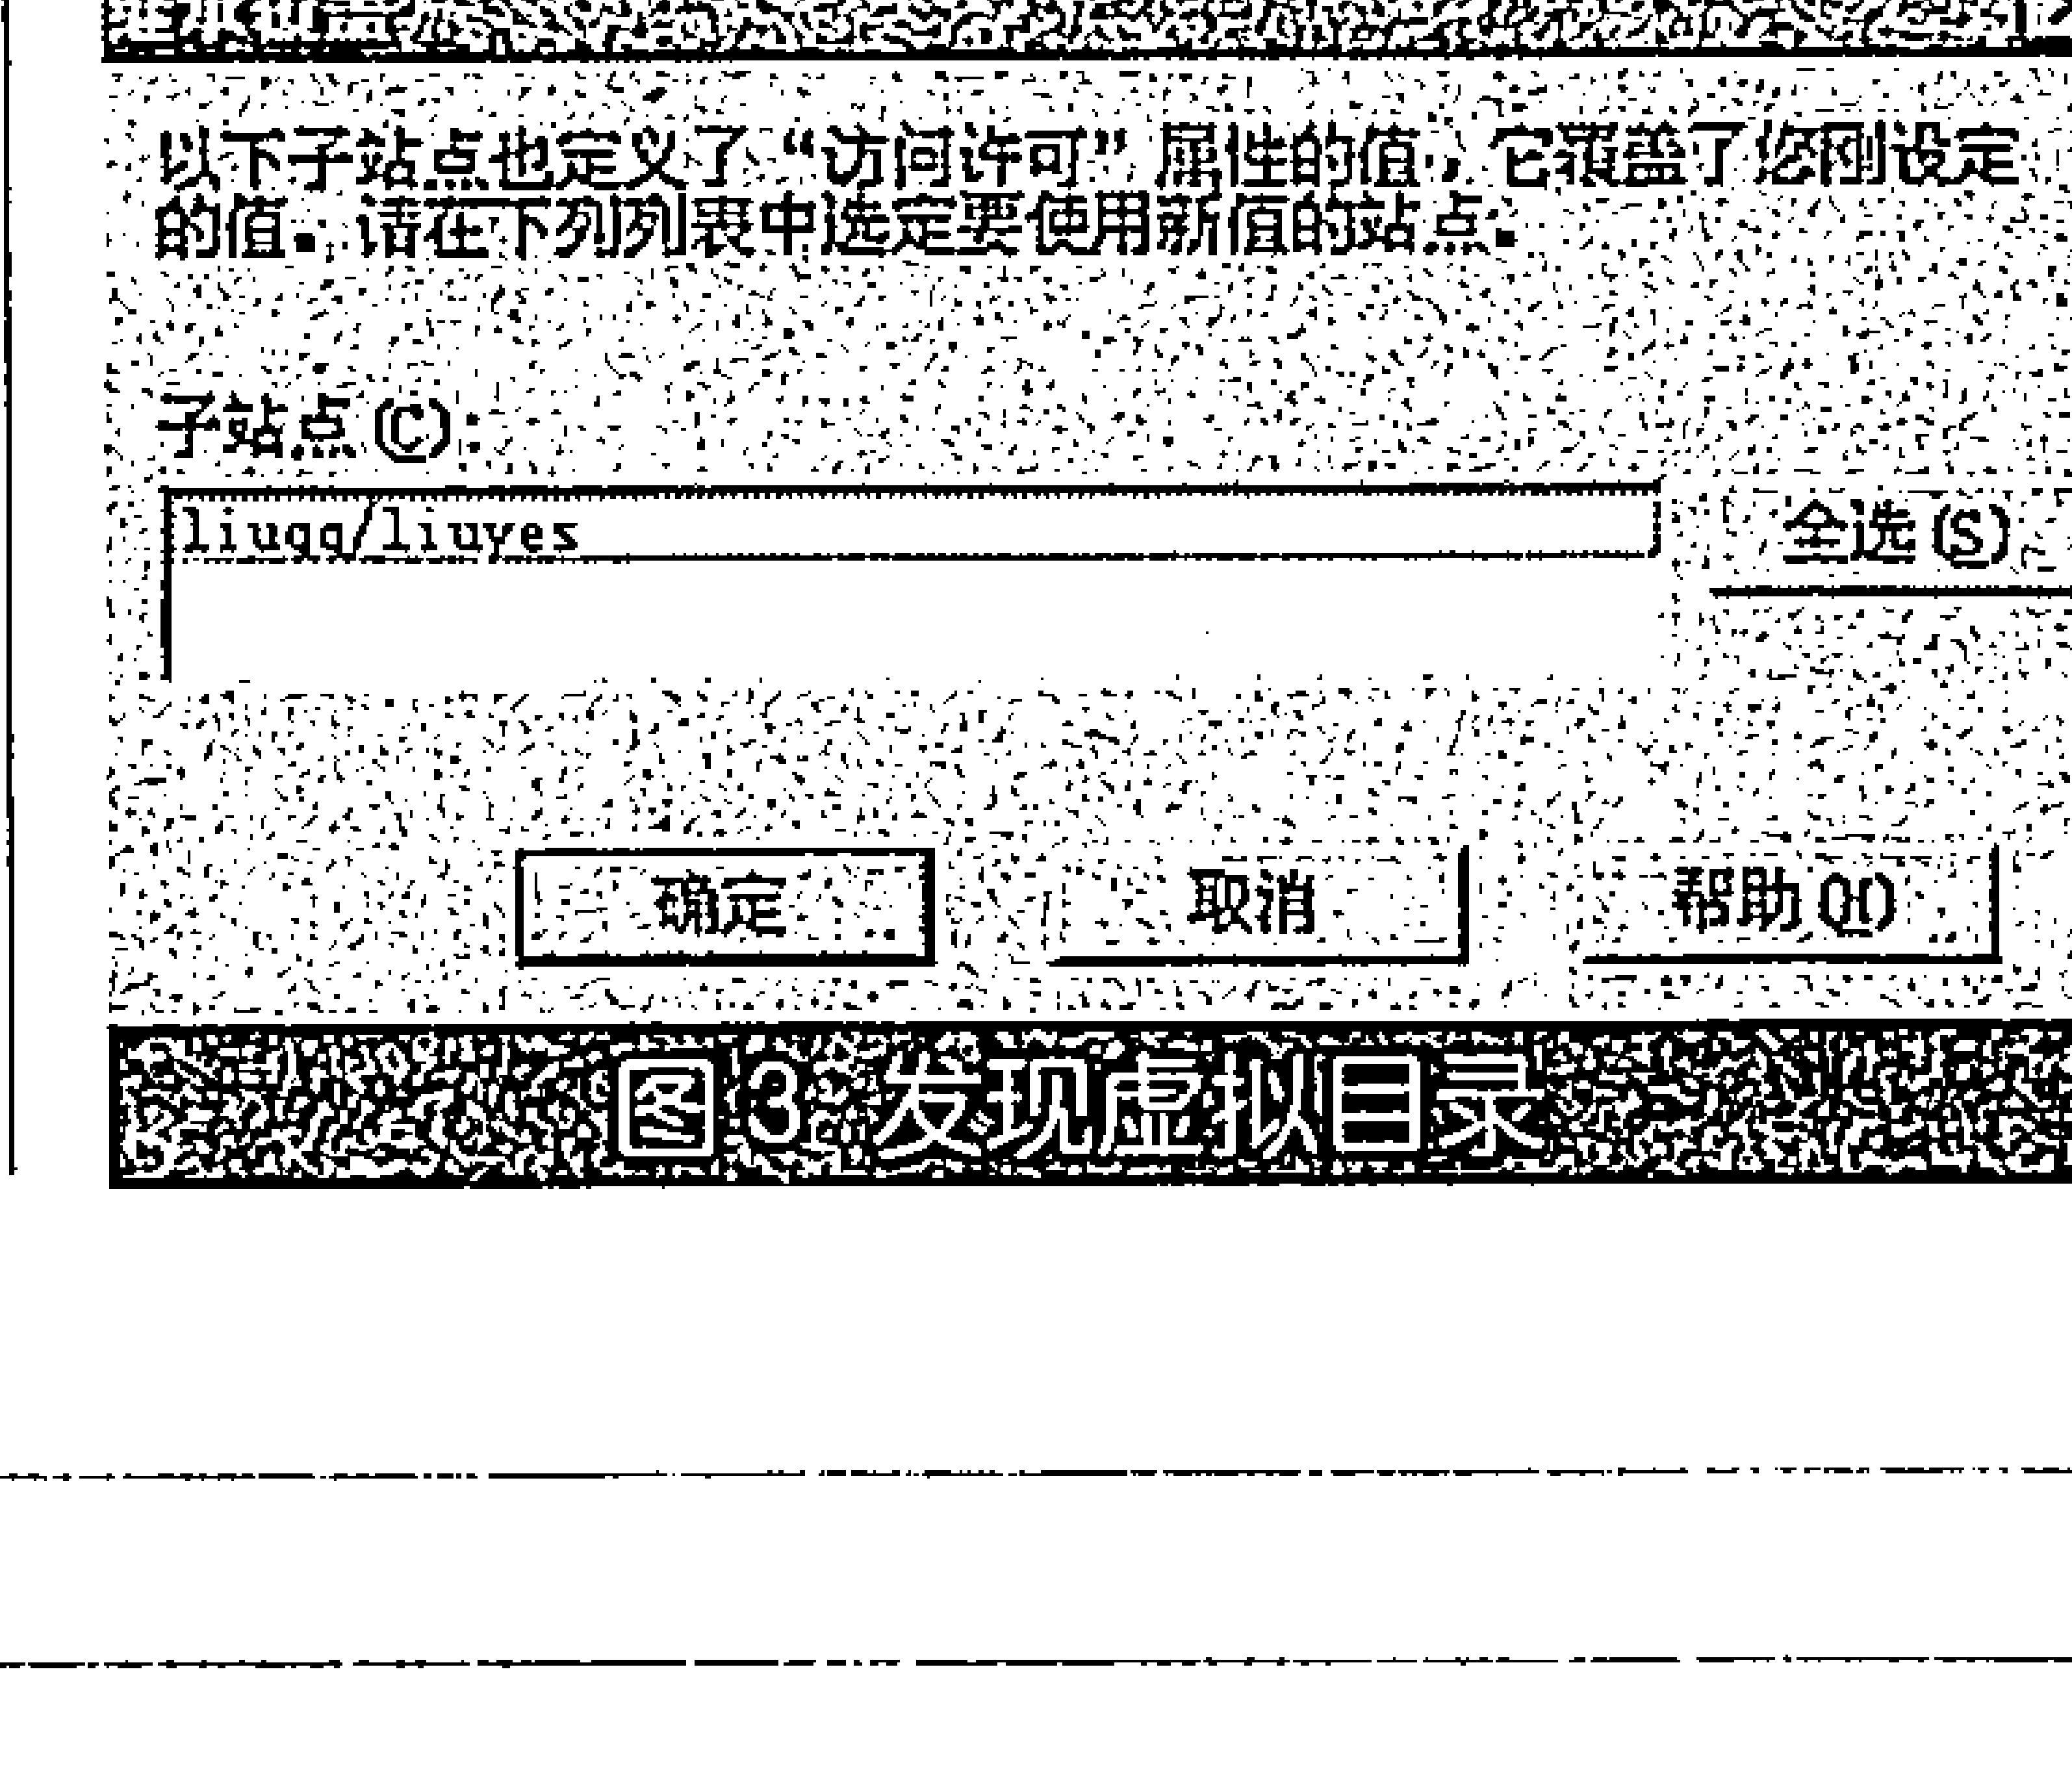 以下子站点也定义了“访问许可”属性的值，它覆盖了您刚设定
的值。请在下列列表中选定要使用新值的站点。
子站点(C):
liuqq/liuyes
全选(S)
确定
取消
帮助(H)
图3 发现虚拟目录